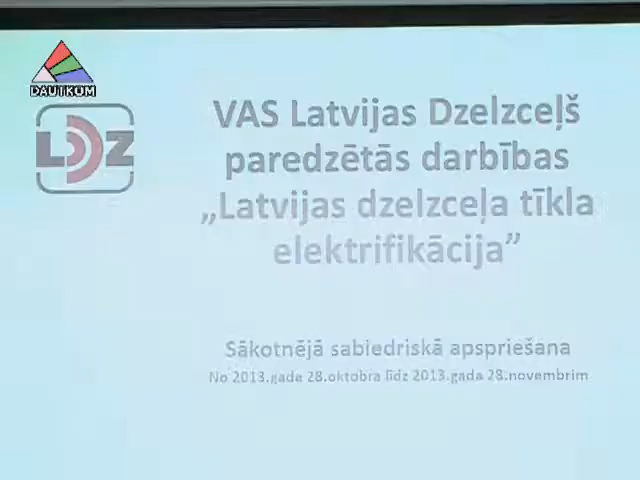 DAUTKOM
LDZ
VAS Latvijas Dzelzceļš
paredzētās darbības
„Latvijas dzelzceļa tīkla
elektrifikācija”
Sākotnējā sabiedriskā apspriešana
No 2013.gada 28.oktobra līdz 2013.gada 28.novembrim